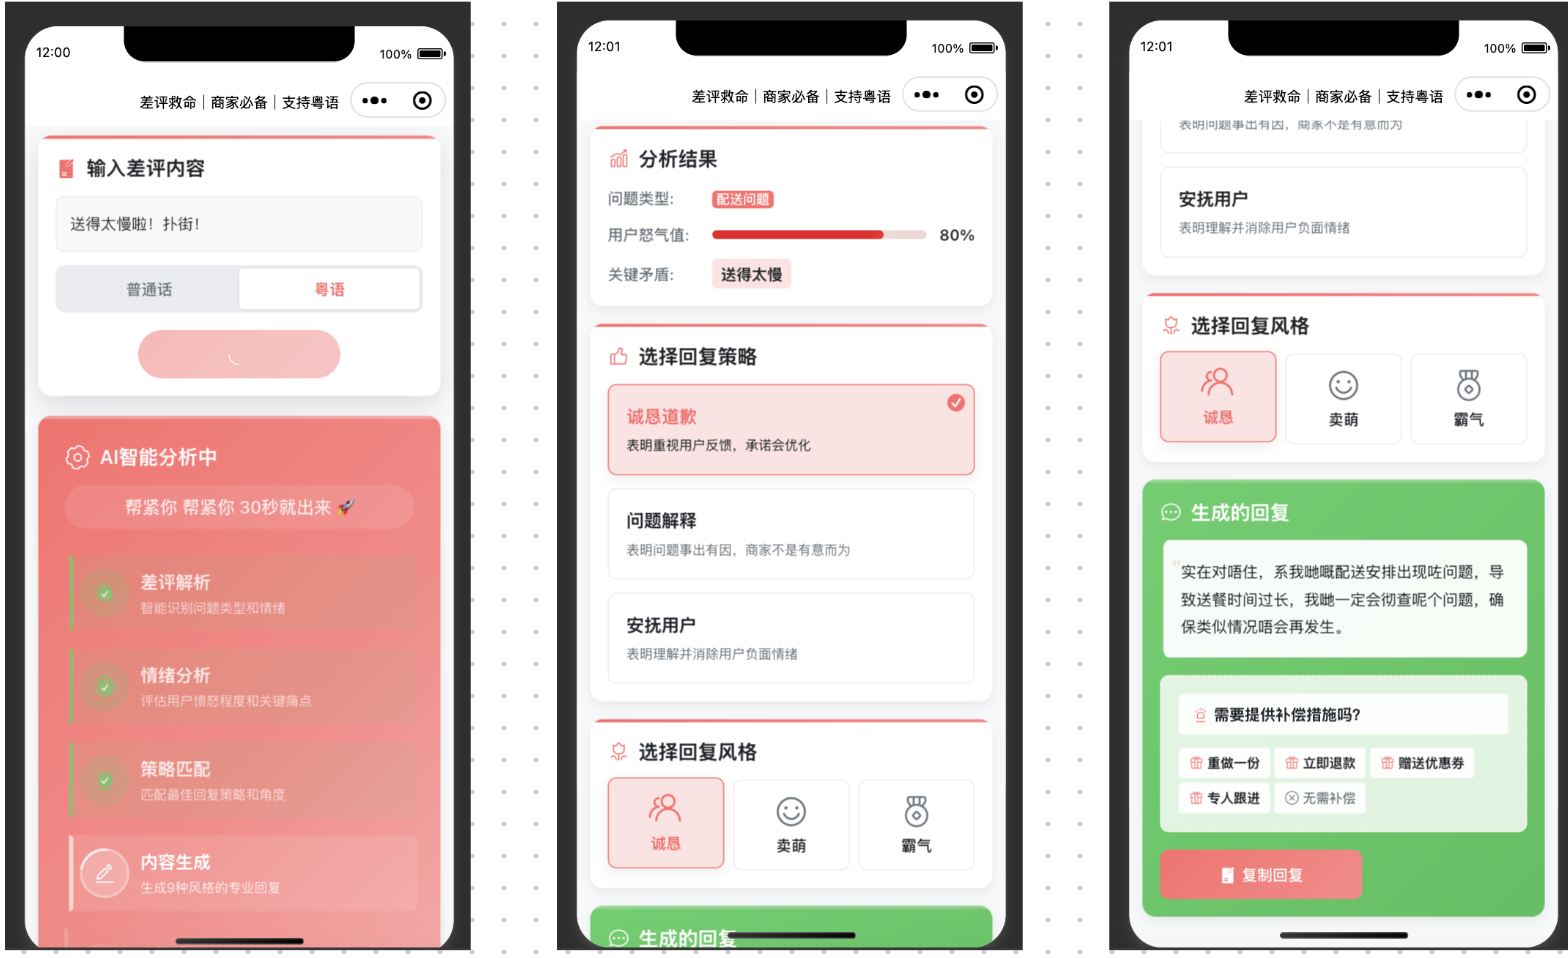 12:00
100%
差评救命｜商家必备｜支持粤语
输入差评内容
送得太慢啦！扑街！
普通话
粤语
AI智能分析中
帮紧你 帮紧你 30秒就出来 🚀
差评解析
智能识别问题类型和情绪
情绪分析
评估用户愤怒程度和关键痛点
策略匹配
匹配最佳回复策略和角度
内容生成
生成9种风格的专业回复
12:01
100%
差评救命｜商家必备｜支持粤语
分析结果
问题类型: 配送问题
用户怒气值: 80%
关键矛盾: 送得太慢
选择回复策略
诚恳道歉
表明重视用户反馈，承诺会优化
问题解释
表明问题事出有因，商家不是有意而为
安抚用户
表明理解并消除用户负面情绪
选择回复风格
诚恳
卖萌
霸气
生成的回复
12:01
100%
差评救命｜商家必备｜支持粤语
表明问题事出有因，商家不是有意而为
安抚用户
表明理解并消除用户负面情绪
选择回复风格
诚恳
卖萌
霸气
生成的回复
实在对唔住，系我哋嘅配送安排出现咗问题，导
致送餐时间过长，我哋一定会彻查呢个问题，确
保类似情况唔会再发生。
需要提供补偿措施吗?
重做一份
立即退款
赠送优惠券
专人跟进
无需补偿
复制回复